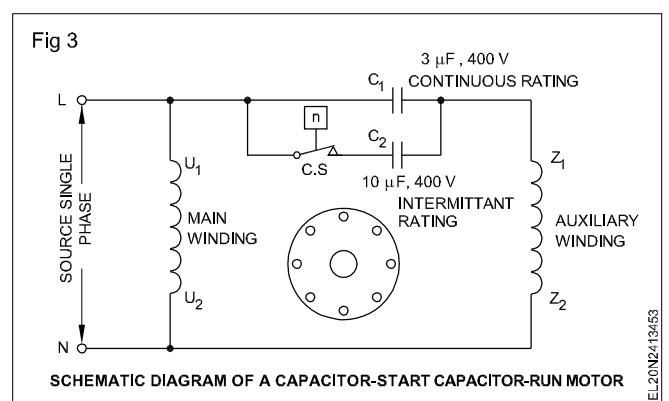 Fig 3
3 µF , 400 V
C1 CONTINUOUS RATING
L
n
C2
C.S
10 µF, 400 V
INTERMITTANT
RATING
U1
Z1
SOURCE SINGLE
PHASE
MAIN
WINDING
AUXILIARY
WINDING
U2
Z2
N
SCHEMATIC DIAGRAM OF A CAPACITOR-START CAPACITOR-RUN MOTOR
EL20N2413453